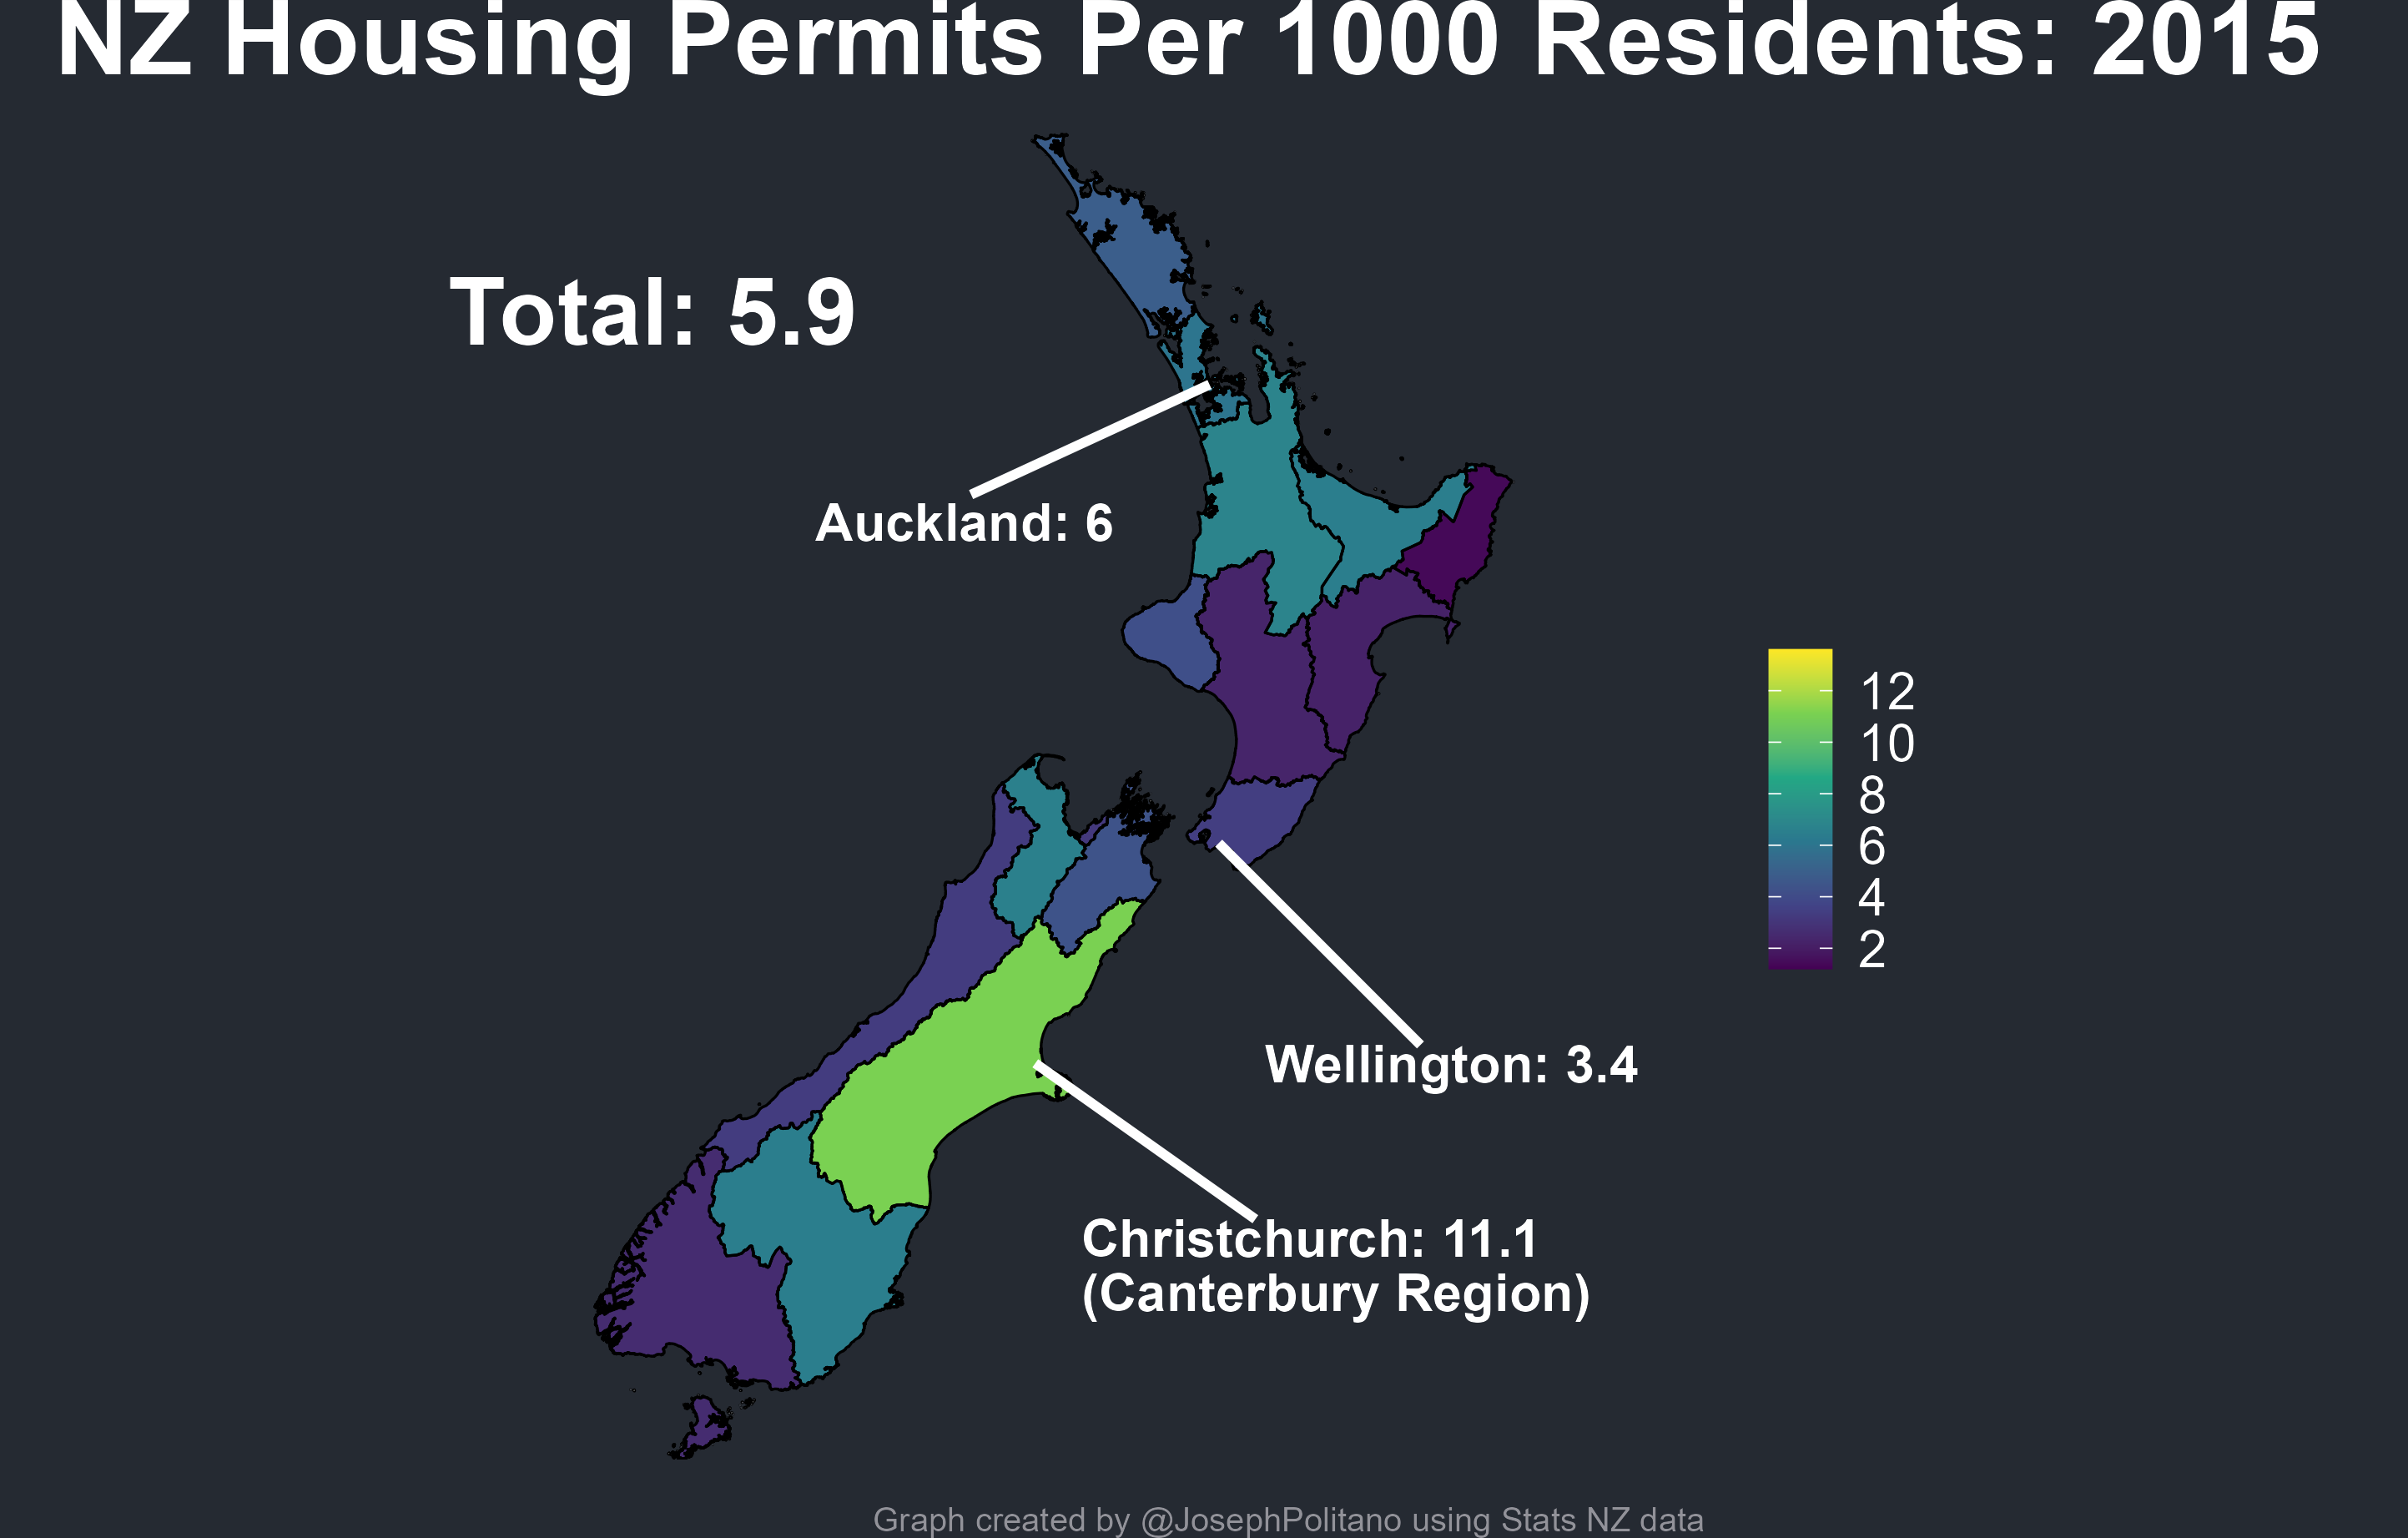 NZ Housing Permits Per 1000 Residents: 2015
Total: 5.9
Auckland: 6
12
10
8
6
4
2
Wellington: 3.4
Christchurch: 11.1
(Canterbury Region)
Graph created by @JosephPolitano using Stats NZ data